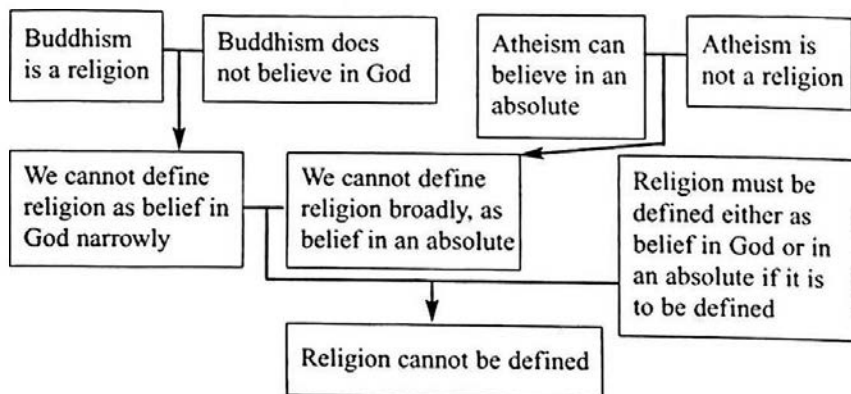 Buddhism
is a religion
Buddhism does
not believe in God
Atheism can
believe in an
absolute
Atheism is
not a religion
We cannot define
religion as belief in
God narrowly
We cannot define
religion broadly, as
belief in an absolute
Religion must be
defined either as
belief in God or in
an absolute if it is
to be defined
Religion cannot be defined